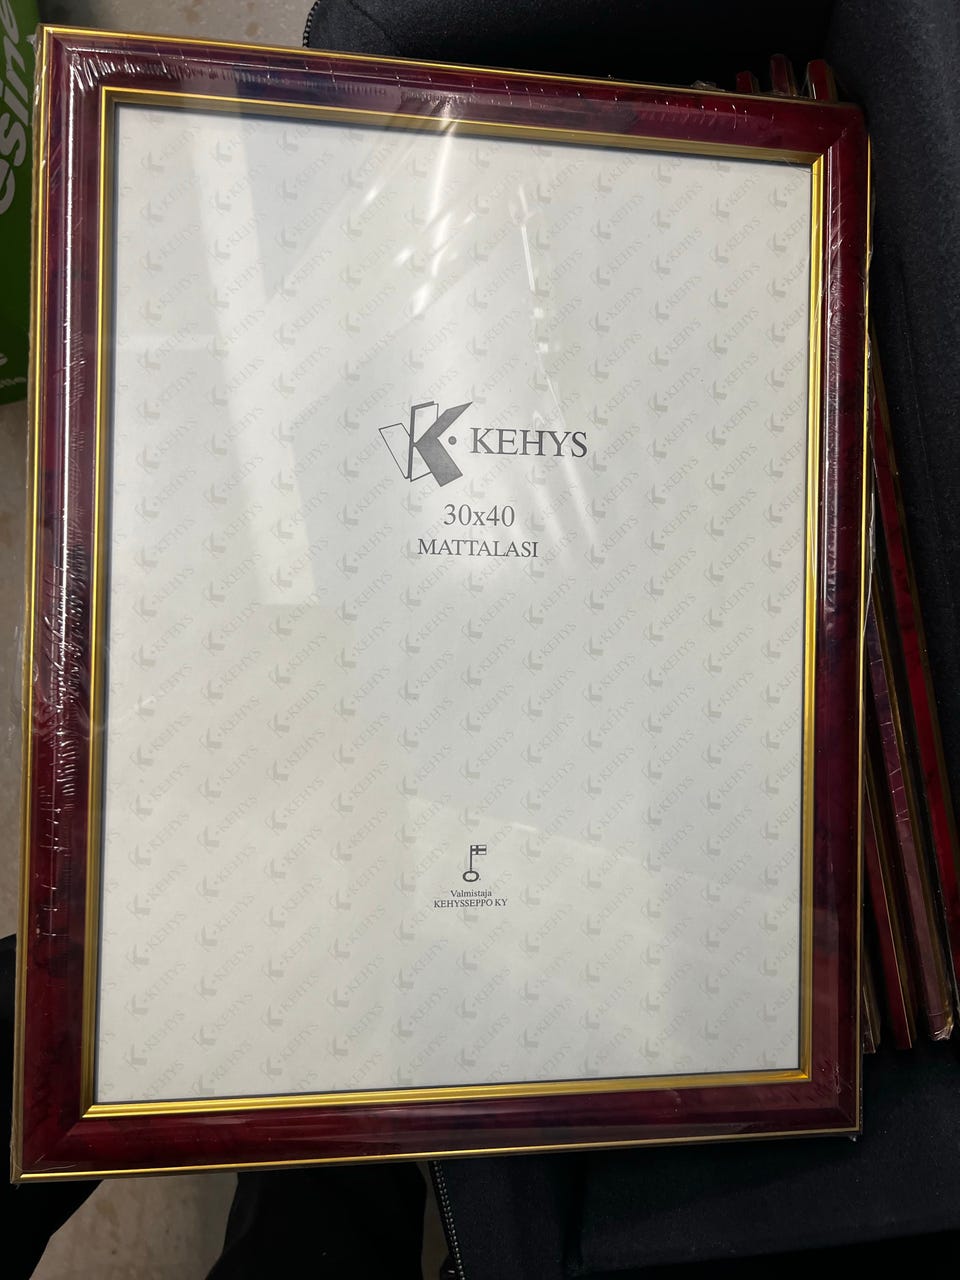 KEHYS
30x40
MATTALASI
Valmistaja
KEHYSSEPPO KY